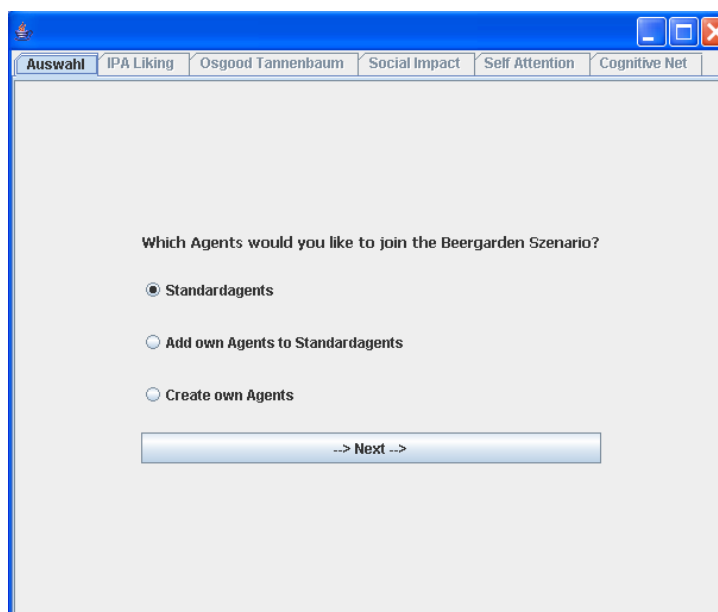 Auswahl IPA Liking Osgood Tannenbaum Social Impact Self Attention Cognitive Net
Which Agents would you like to join the Beergarden Szenario?
Standardagents
Add own Agents to Standardagents
Create own Agents
--> Next -->